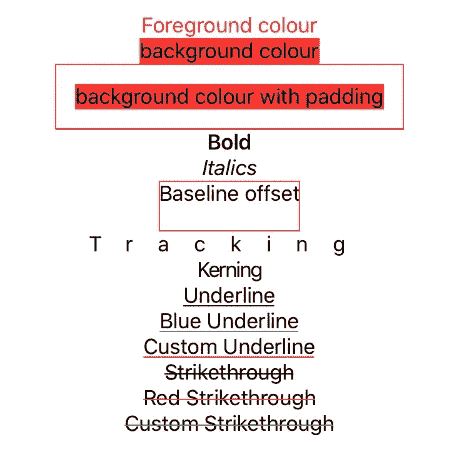 Foreground colour
background colour
background colour with padding
Bold
Italics
Baseline offset
Tracking
Kerning
Underline
Blue Underline
Custom Underline
Strikethrough
Red Strikethrough
Custom Strikethrough